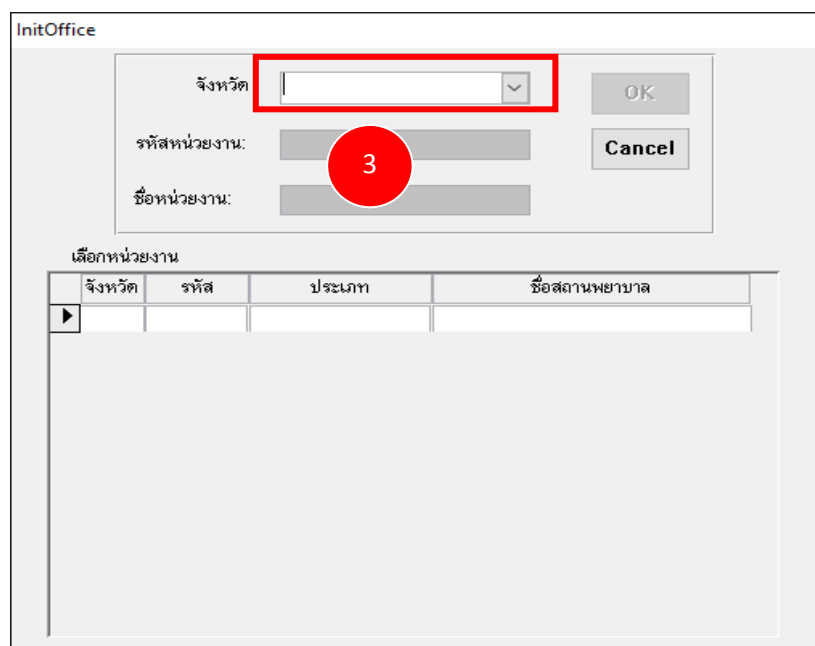 InitOffice
จังหวัด
OK
รหัสหน่วยงาน:
3
Cancel
ชื่อหน่วยงาน:
เลือกหน่วยงาน
จังหวัด รหัส ประเภท ชื่อสถานพยาบาล